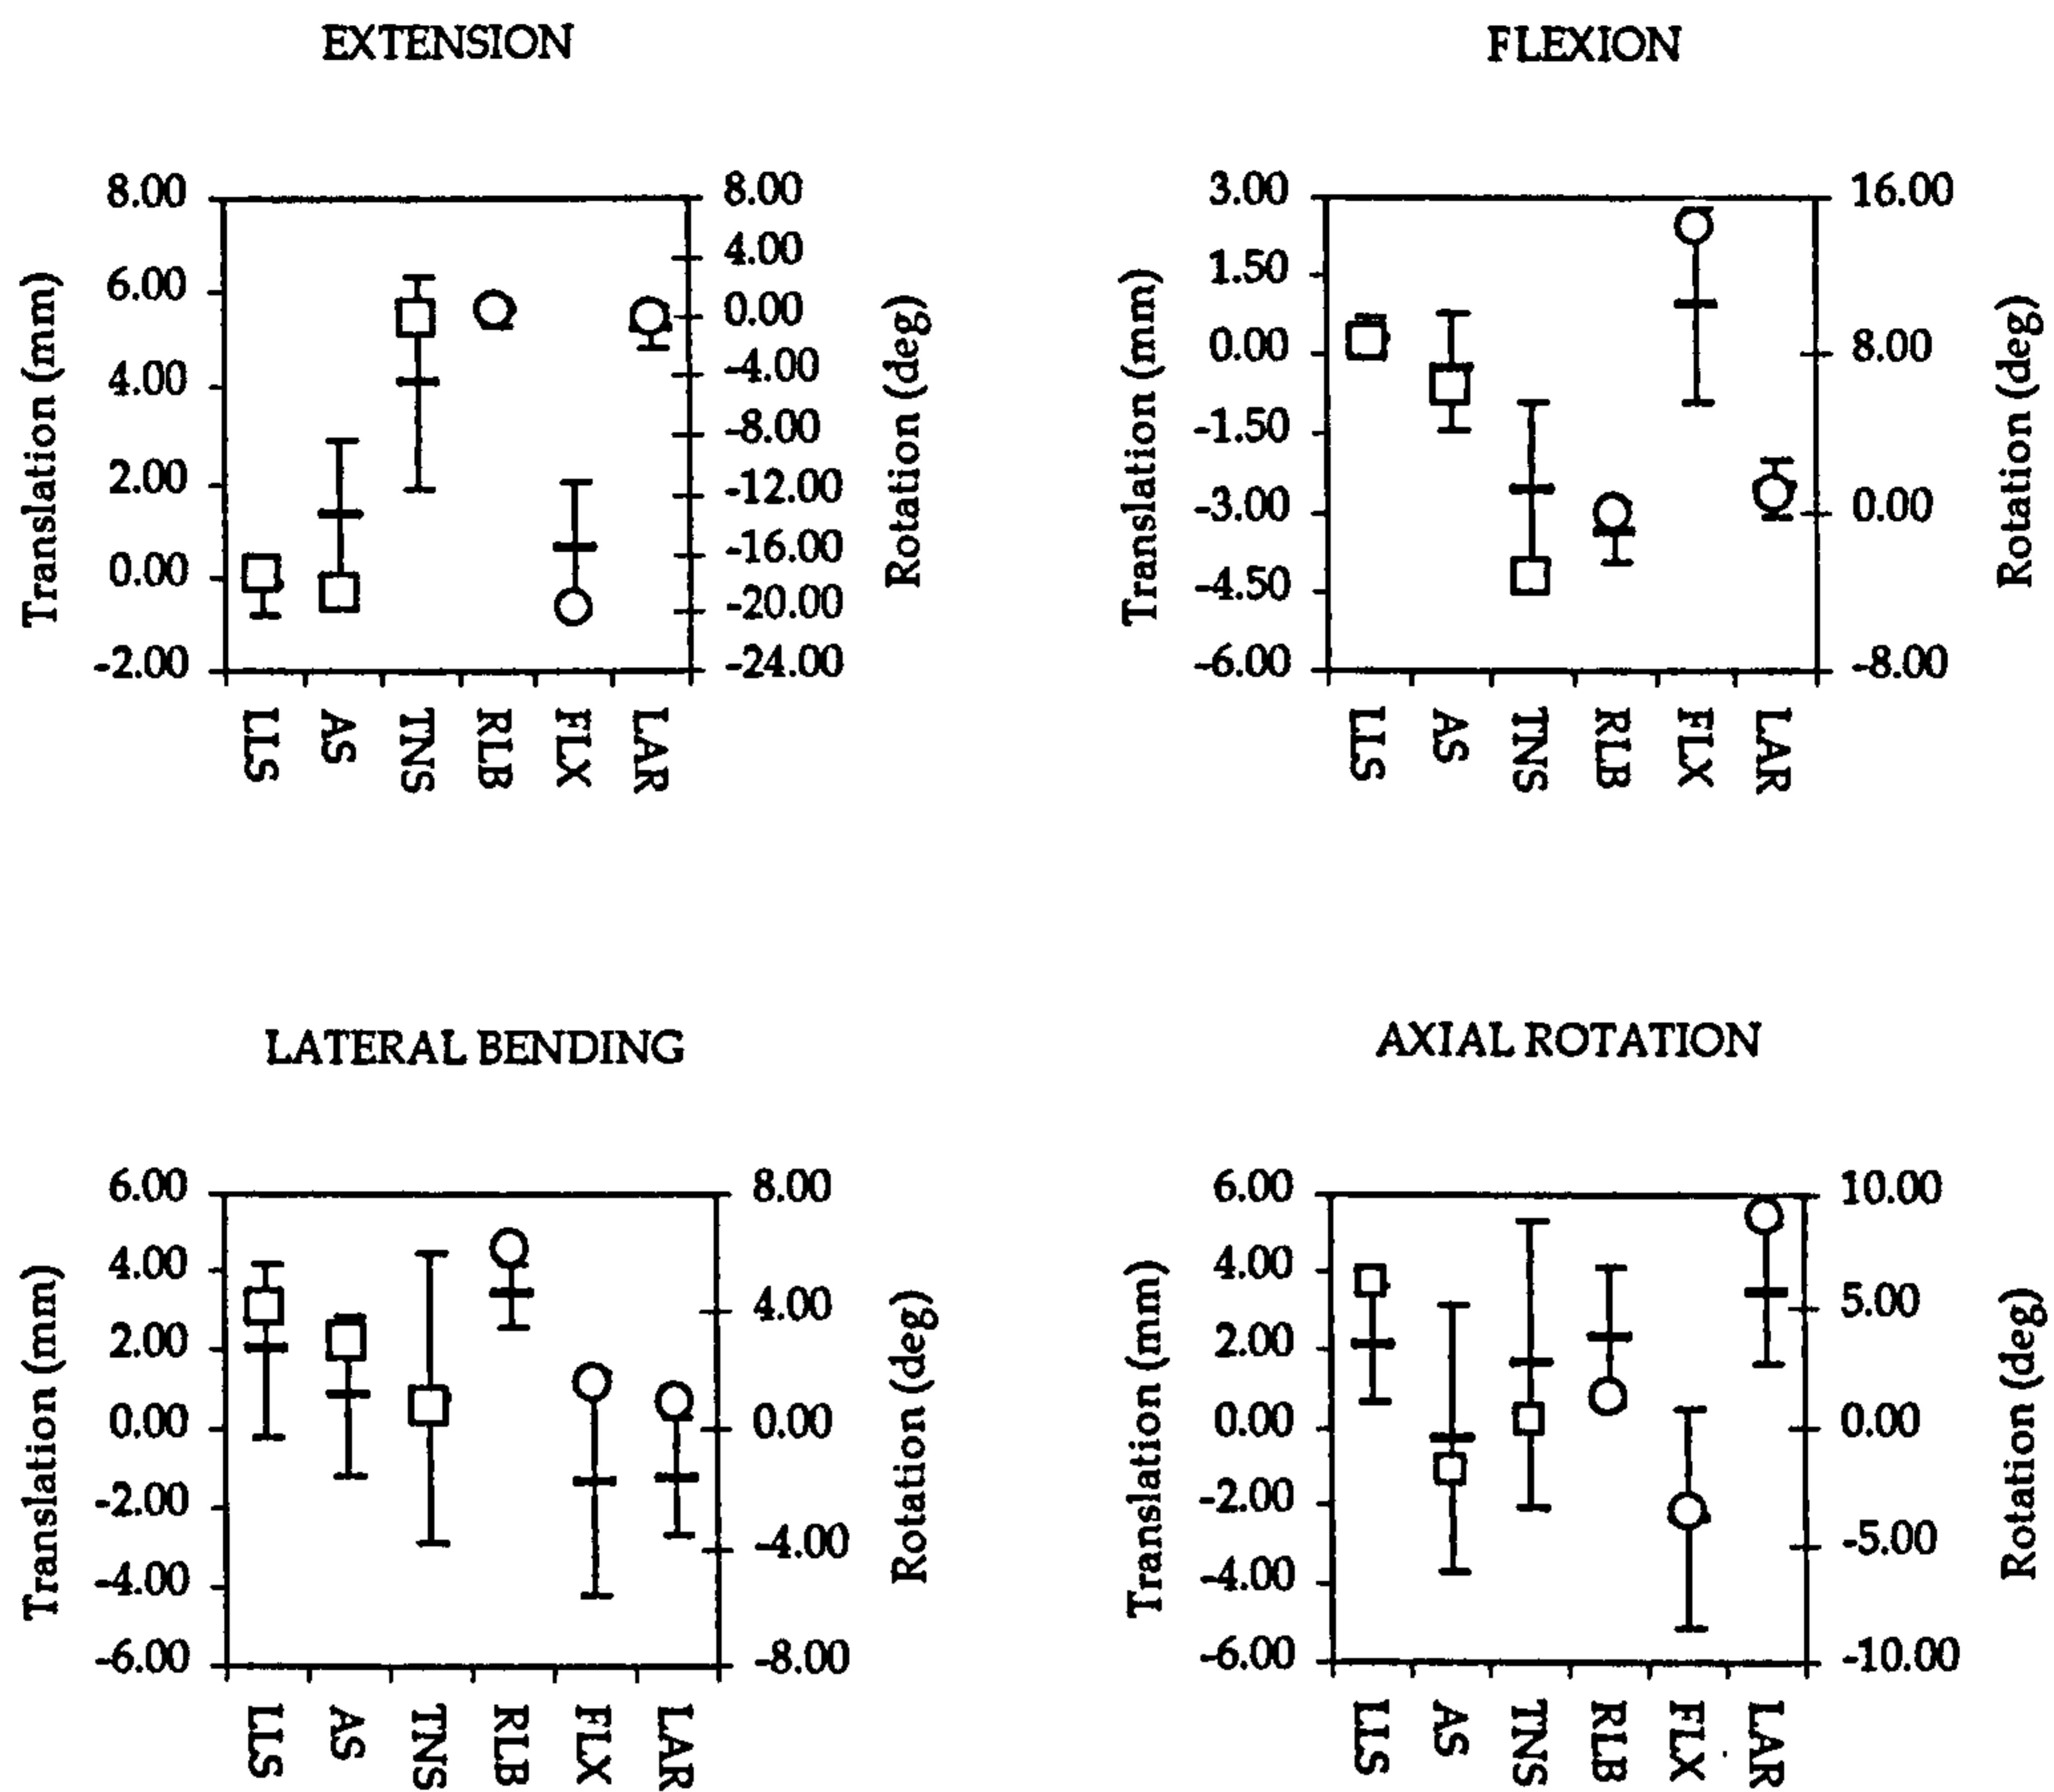 EXTENSION
FLEXION
Translation (mm)
8.00
6.00
4.00
2.00
0.00
-2.00
8.00
4.00
0.00
-4.00
-8.00
-12.00
-16.00
-20.00
-24.00
Rotation (deg)
LLS
AS
TNS
RLB
FLX
LAR
Translation (mm)
3.00
1.50
0.00
-1.50
-3.00
-4.50
-6.00
16.00
8.00
0.00
-8.00
Rotation (deg)
LLS
AS
TNS
RLB
FLX
LAR
LATERAL BENDING
AXIAL ROTATION
Translation (mm)
6.00
4.00
2.00
0.00
-2.00
-4.00
-6.00
8.00
4.00
0.00
-4.00
-8.00
Rotation (deg)
LLS
AS
TNS
RLB
FLX
LAR
Translation (mm)
6.00
4.00
2.00
0.00
-2.00
-4.00
-6.00
10.00
5.00
0.00
-5.00
-10.00
Rotation (deg)
LLS
AS
TNS
RLB
FLX
LAR